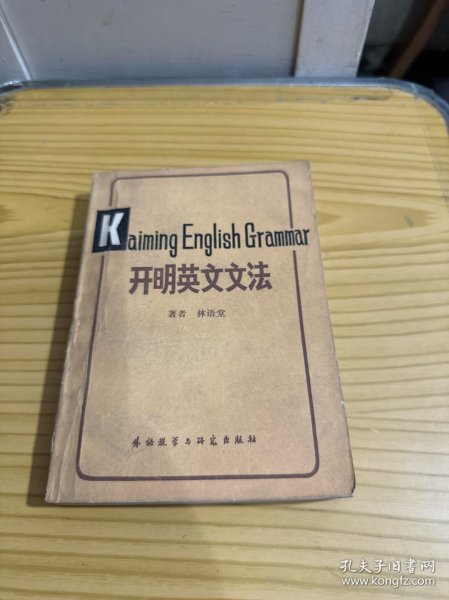 Kaiming English Grammar
开明英文文法
著者 林语堂
外语教学与研究出版社
孔夫子旧书网
www.kongfz.com